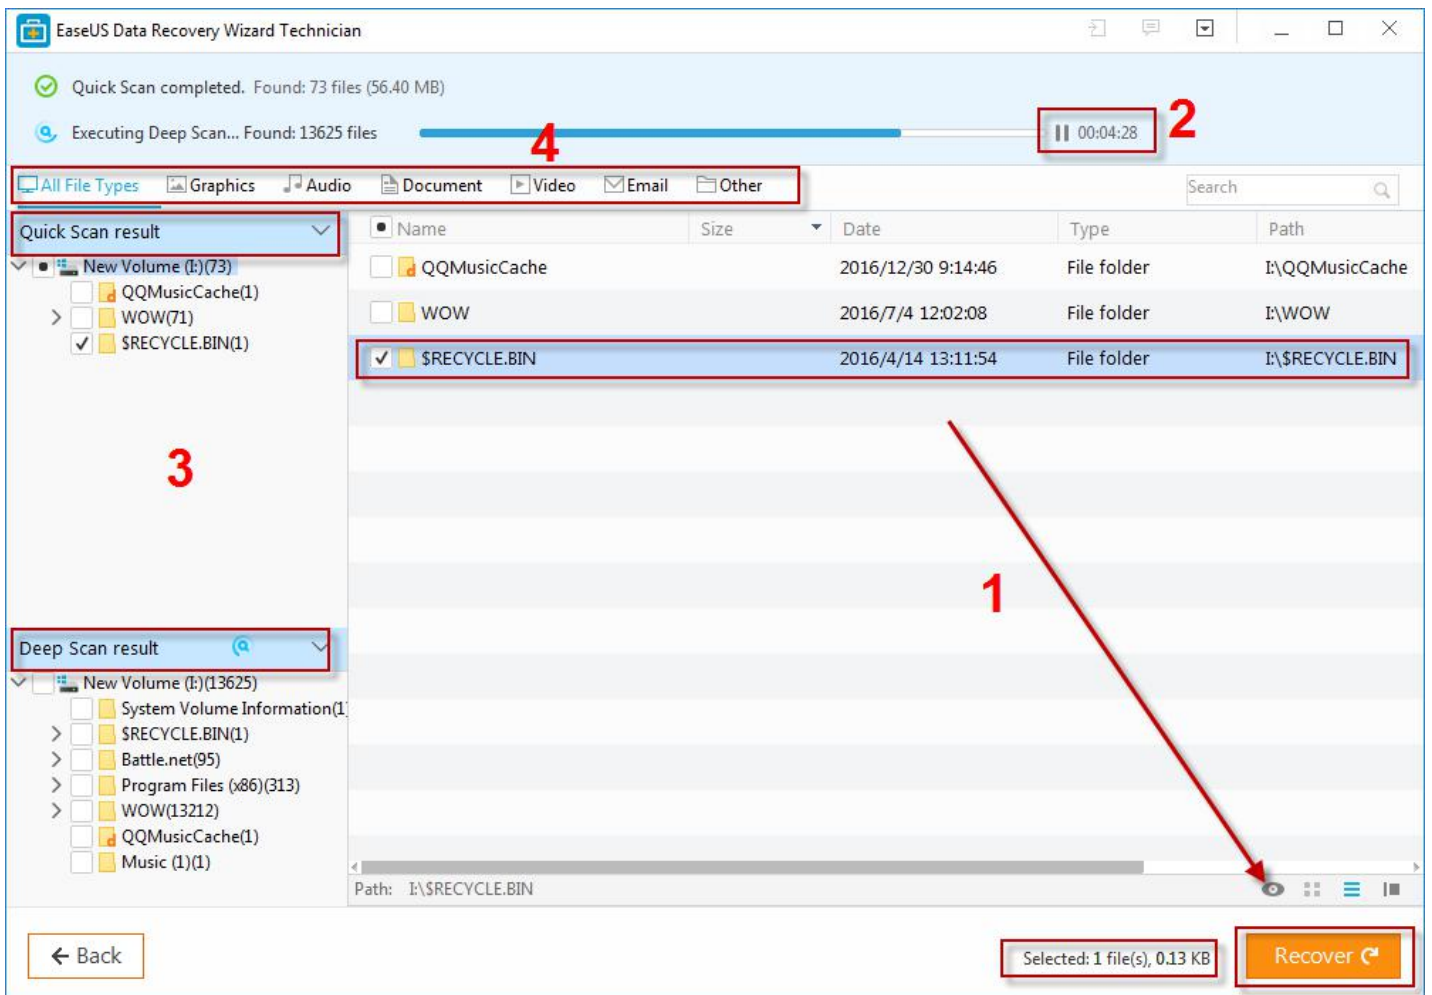 EaseUS Data Recovery Wizard Technician
Quick Scan completed. Found: 73 files (56.40 MB)
Executing Deep Scan... Found: 13625 files
00:04:28
2
4
All File Types Graphics Audio Document Video Email Other
Search
Quick Scan result
New Volume (I:)(73)
QQMusicCache(1)
WOW(71)
$RECYCLE.BIN(1)
3
Deep Scan result
New Volume (I:)(13625)
System Volume Information(1
$RECYCLE.BIN(1)
Battle.net(95)
Program Files (x86)(313)
WOW(13212)
QQMusicCache(1)
Music (1)(1)
Name Size Date Type Path
QQMusicCache 2016/12/30 9:14:46 File folder I:\QQMusicCache
WOW 2016/7/4 12:02:08 File folder I:\WOW
$RECYCLE.BIN 2016/4/14 13:11:54 File folder I:\$RECYCLE.BIN
1
Path: I:\$RECYCLE.BIN
Back
Selected: 1 file(s), 0.13 KB
Recover